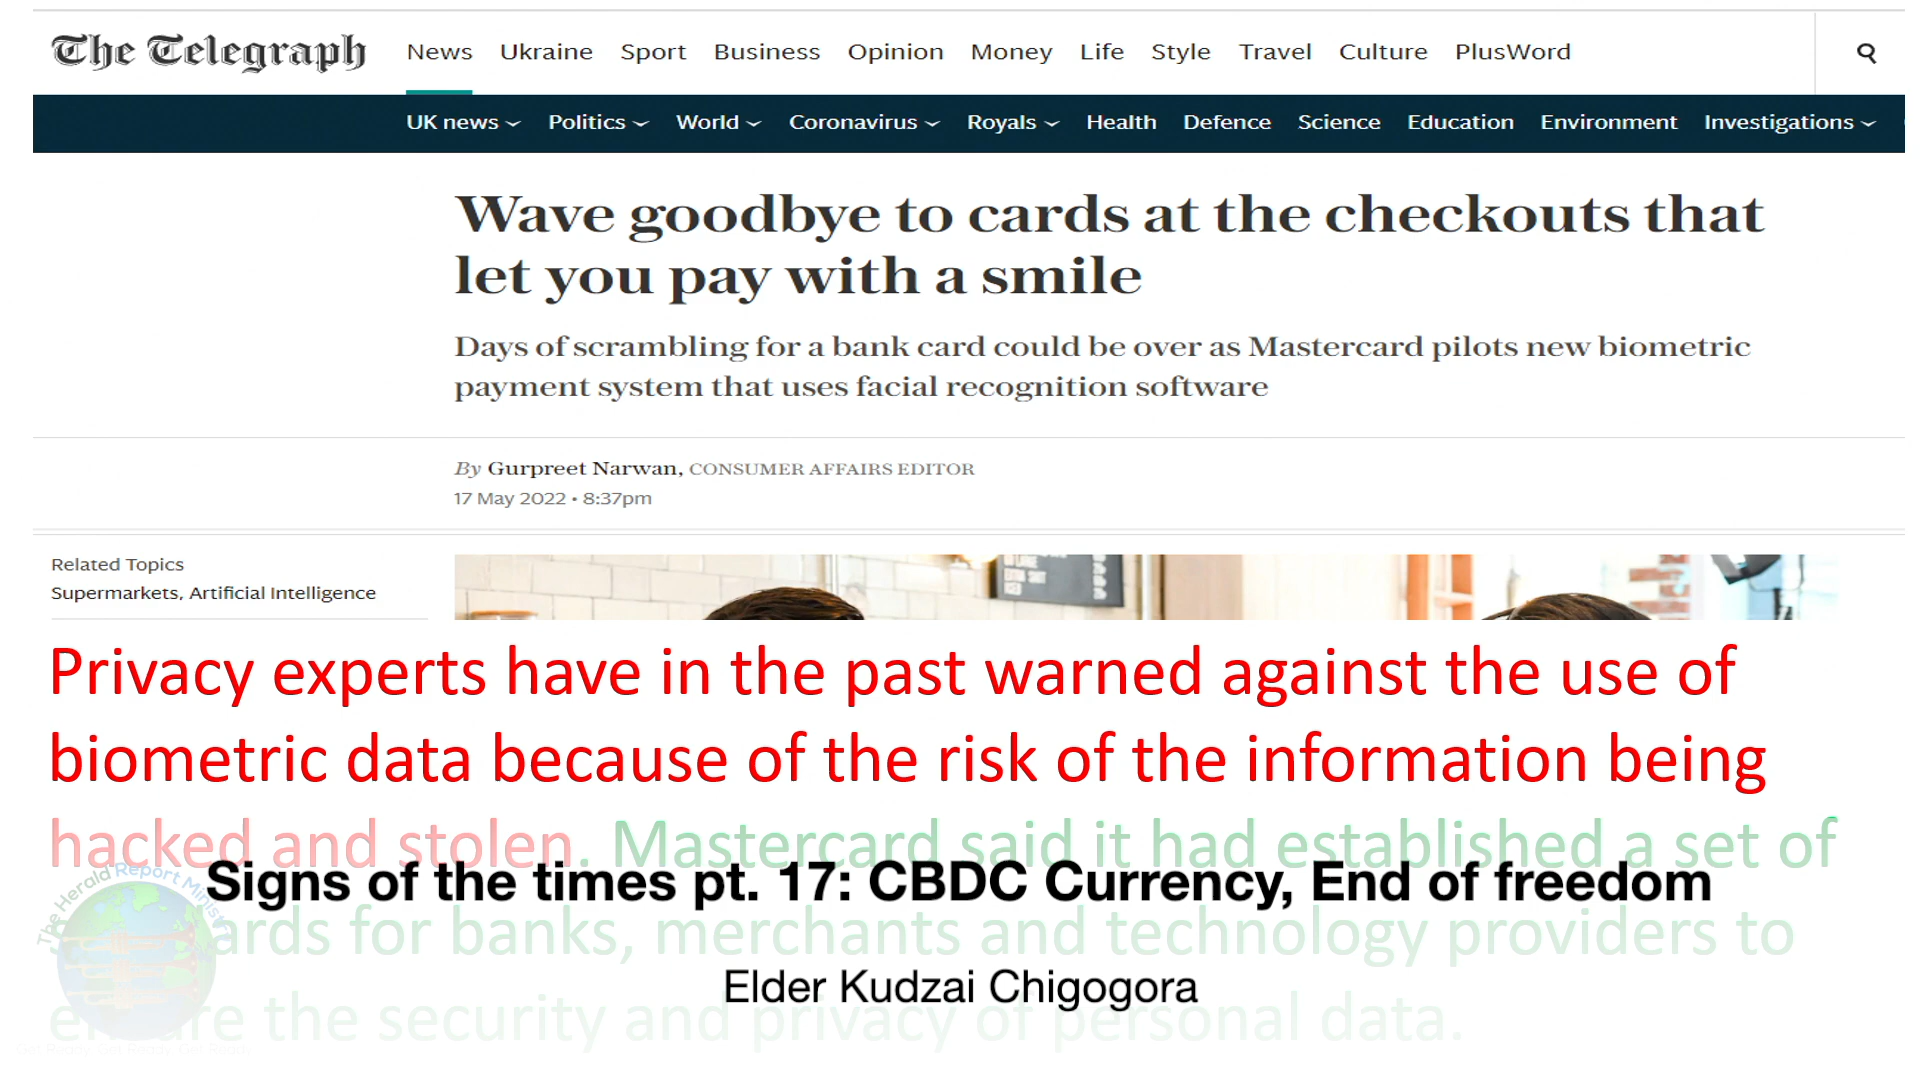 The Telegraph News Ukraine Sport Business Opinion Money Life Style Travel Culture PlusWord
UK news Politics World Coronavirus Royals Health Defence Science Education Environment Investigations
Wave goodbye to cards at the checkouts that
let you pay with a smile
Days of scrambling for a bank card could be over as Mastercard pilots new biometric
payment system that uses facial recognition software
By Gurpreet Narwan, CONSUMER AFFAIRS EDITOR
17 May 2022 • 8:37pm
Related Topics
Supermarkets, Artificial Intelligence
Privacy experts have in the past warned against the use of
biometric data because of the risk of the information being
hacked and stolen. Mastercard said it had established a set of
Signs of the times pt. 17: CBDC Currency, End of freedom
ards for banks, merchants and technology providers to
Elder Kudzai Chigogora
the security and privacy of personal data.
The Herald Report Ministry